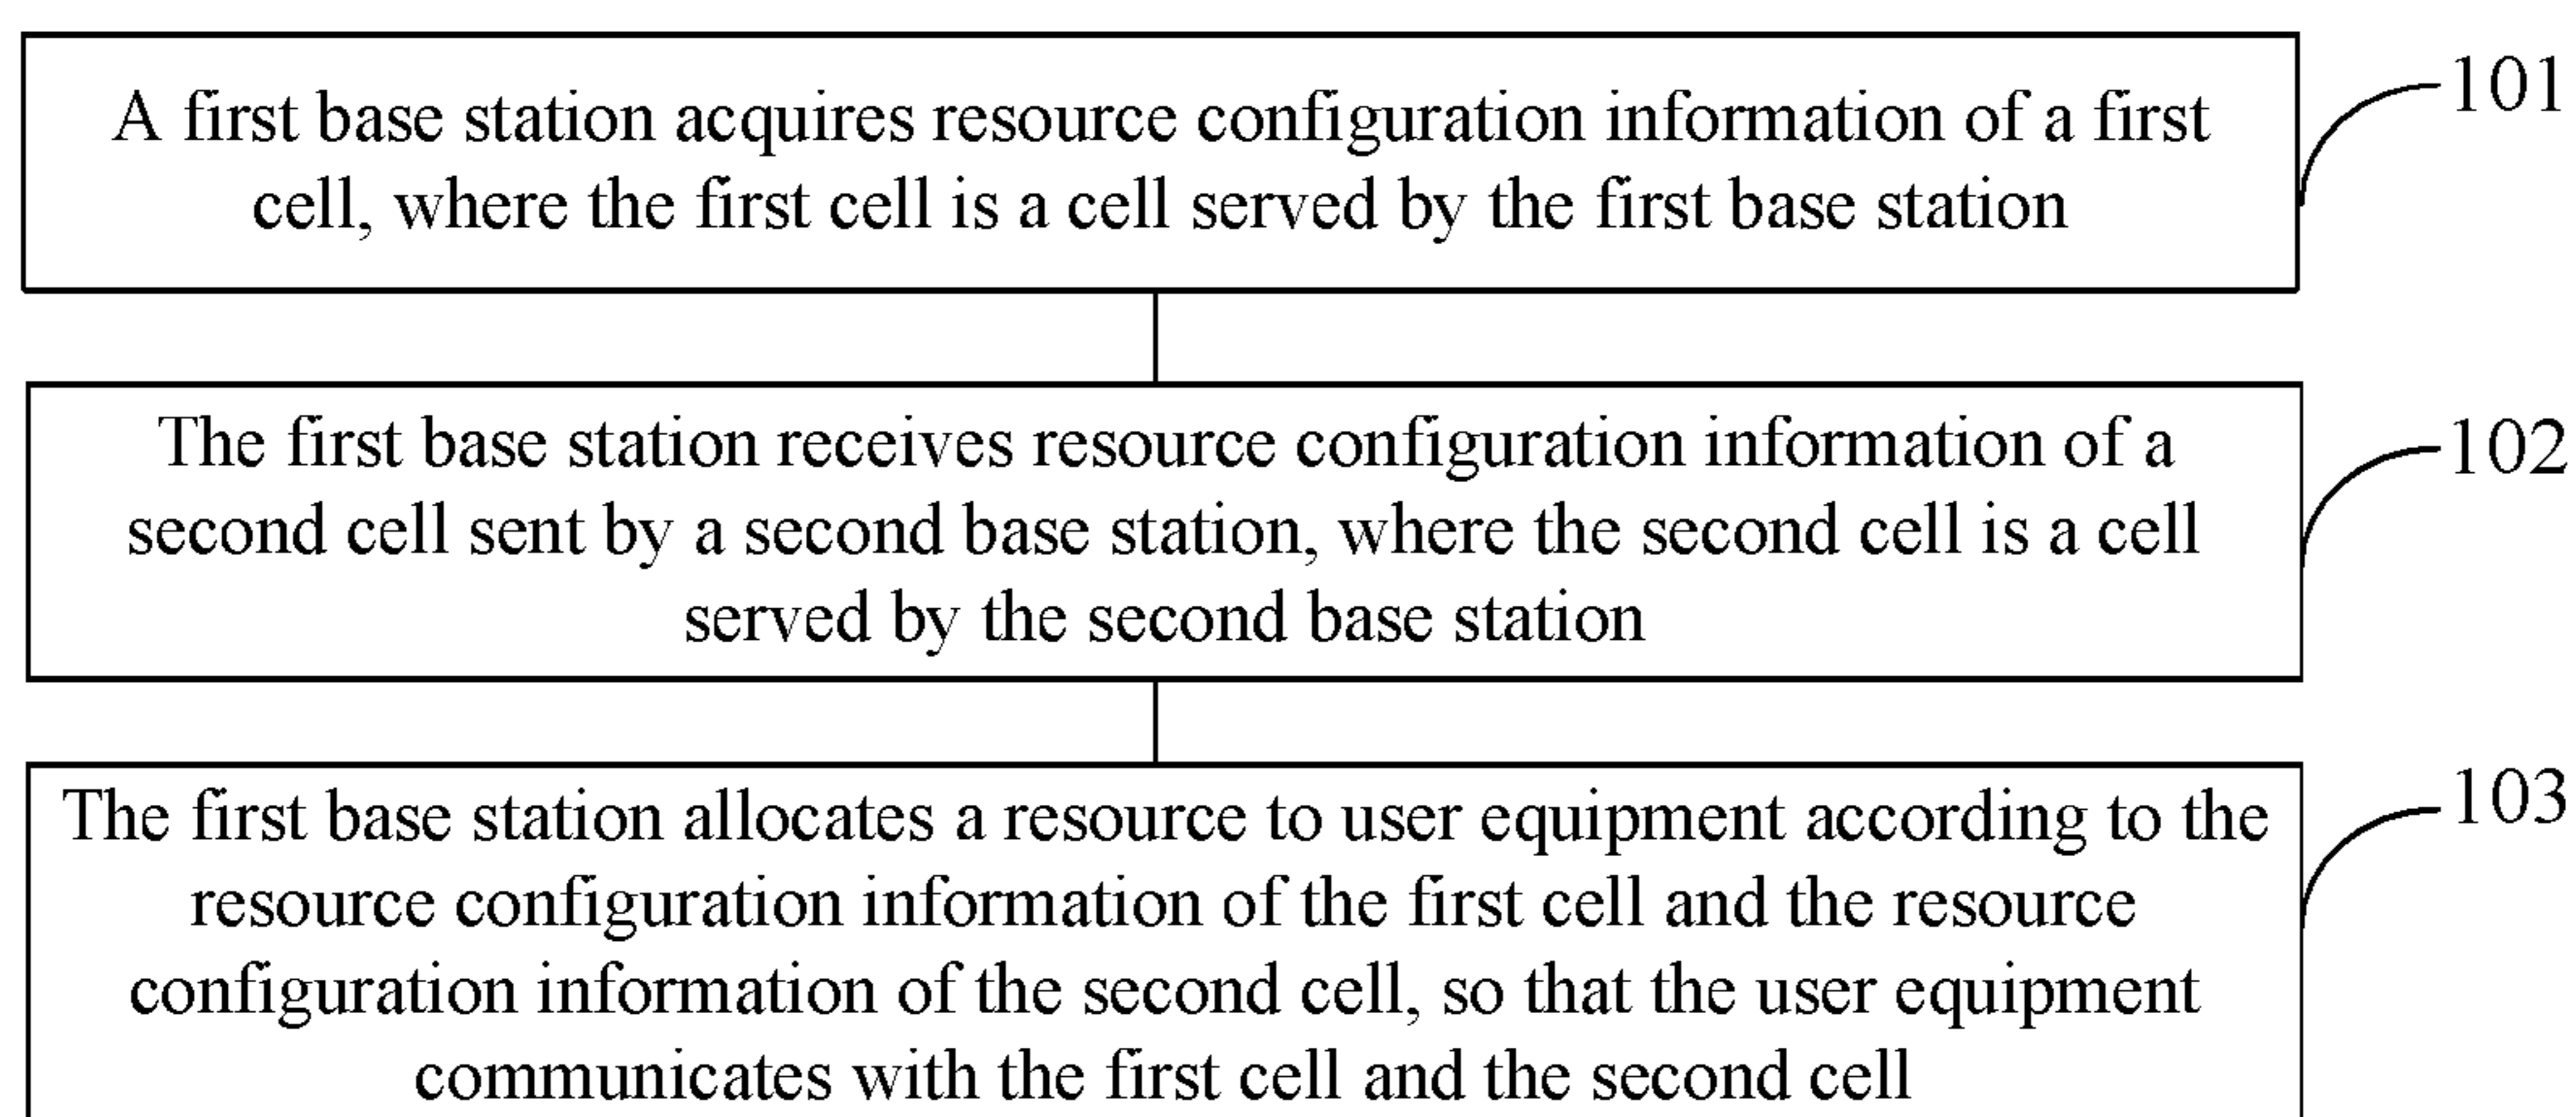 A first base station acquires resource configuration information of a first
cell, where the first cell is a cell served by the first base station
101
The first base station receives resource configuration information of a
second cell sent by a second base station, where the second cell is a cell
served by the second base station
102
The first base station allocates a resource to user equipment according to the
resource configuration information of the first cell and the resource
configuration information of the second cell, so that the user equipment
communicates with the first cell and the second cell
103